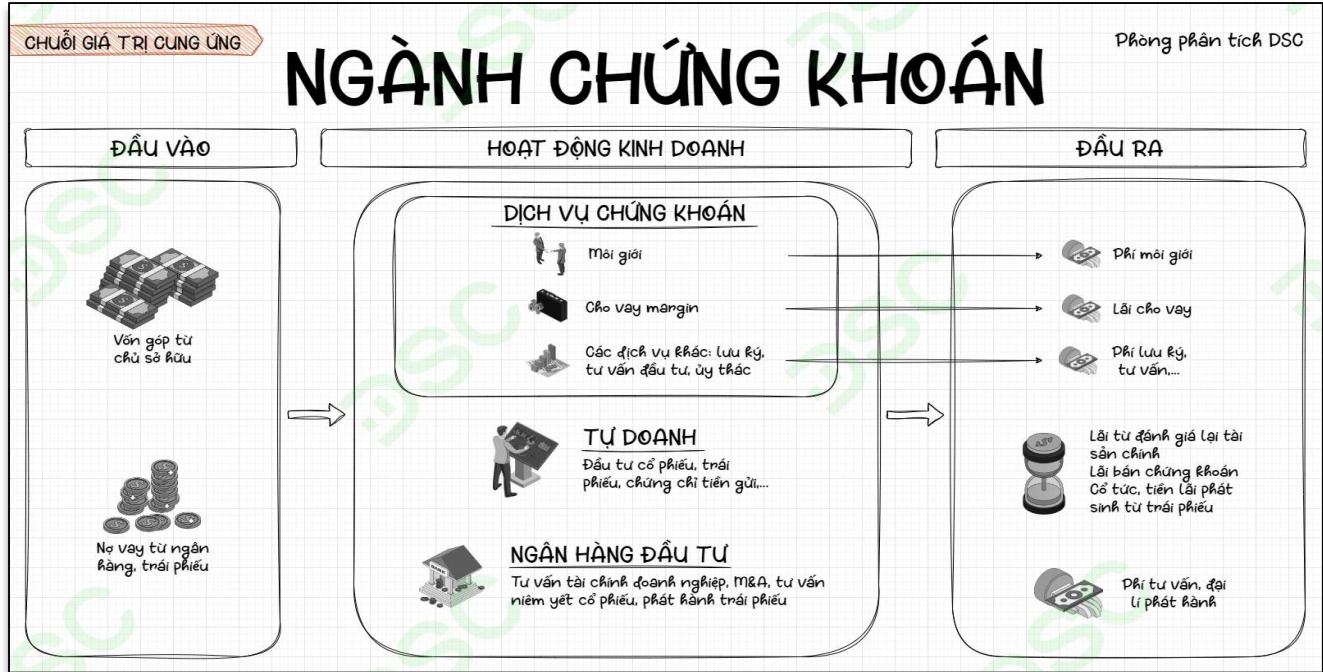 CHUỖI GIÁ TRỊ CUNG ỨNG
Phòng phân tích DSC
NGÀNH CHỨNG KHOÁN
ĐẦU VÀO
HOẠT ĐỘNG KINH DOANH
ĐẦU RA
Vốn góp từ
chủ sở hữu
Nợ vay từ ngân
hàng, trái phiếu
DỊCH VỤ CHỨNG KHOÁN
Môi giới
Cho vay margin
Các dịch vụ khác: lưu ký,
tư vấn đầu tư, ủy thác
TỰ DOANH
Đầu tư cổ phiếu, trái
phiếu, chứng chỉ tiền gửi,...
NGÂN HÀNG ĐẦU TƯ
Tư vấn tài chính doanh nghiệp, M&A, tư vấn
niêm yết cổ phiếu, phát hành trái phiếu
Phí môi giới
Lãi cho vay
Phí lưu ký,
tư vấn,...
Lãi từ đánh giá lại tài
sản chính
Lãi bán chứng khoán
Cổ tức, tiền lãi phát
sinh từ trái phiếu
Phí tư vấn, đại
lí phát hành
DSC
DSC
DSC
DSC
DSC
DSC